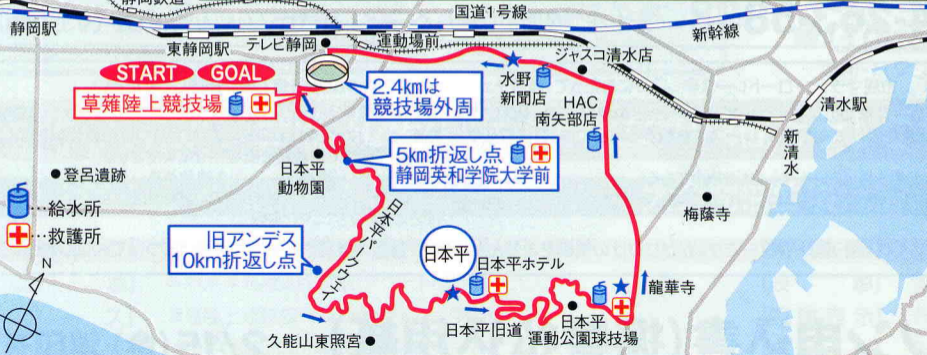 静岡鉄道
国道1号線
静岡駅
東静岡駅
テレビ静岡
運動場前
新幹線
ジャスコ清水店
START
GOAL
草薙陸上競技場
2.4kmは
競技場外周
水野
新聞店
HAC
南矢部店
清水駅
新清水
日本平
動物園
5km折返し点
静岡英和学院大学前
登呂遺跡
給水所
救護所
梅蔭寺
日本平パークウェイ
旧アンデス
10km折返し点
日本平
日本平ホテル
龍華寺
N
久能山東照宮
日本平旧道
日本平
運動公園球技場